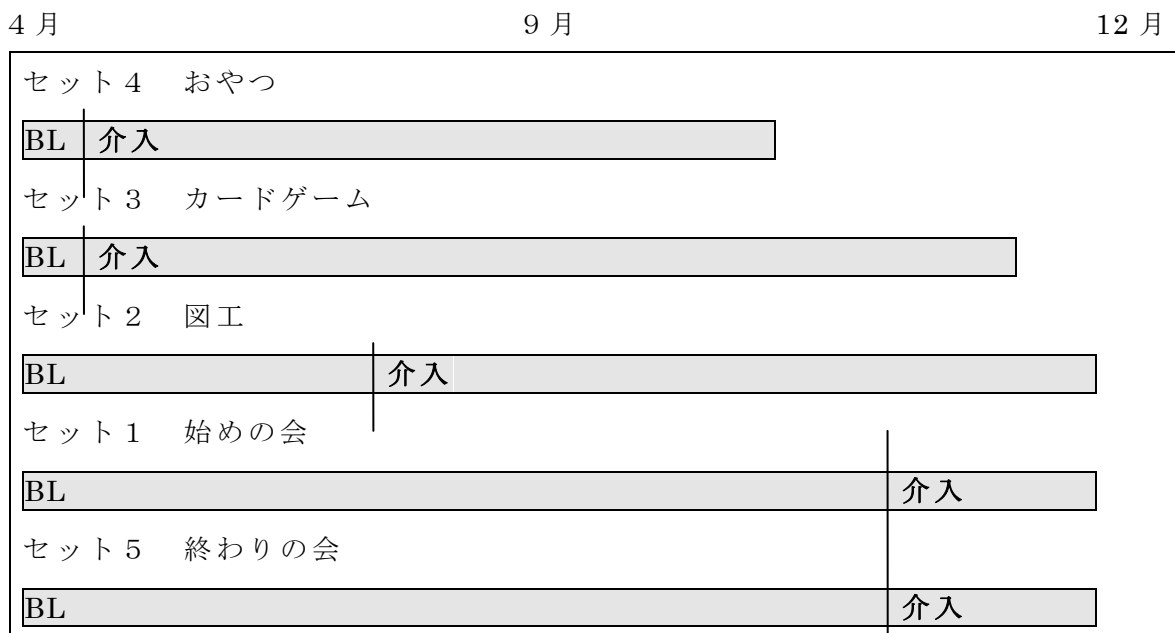 4月 9月 12月
セット4 おやつ
BL 介入
セット3 カードゲーム
BL 介入
セット2 図工
BL 介入
セット1 始めの会
BL 介入
セット5 終わりの会
BL 介入